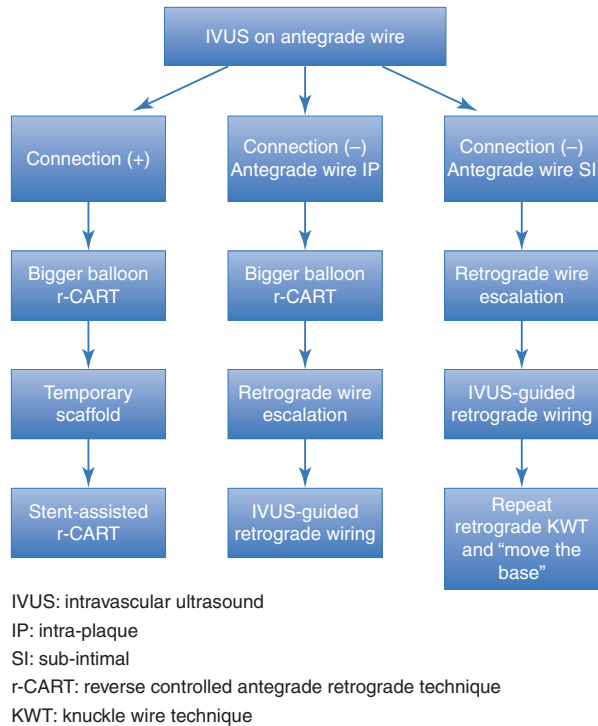 IVUS on antegrade wire
Connection (+)
Connection (–)
Antegrade wire IP
Connection (–)
Antegrade wire SI
Bigger balloon
r-CART
Bigger balloon
r-CART
Retrograde wire
escalation
Temporary
scaffold
Retrograde wire
escalation
IVUS-guided
retrograde wiring
Stent-assisted
r-CART
IVUS-guided
retrograde wiring
Repeat
retrograde KWT
and “move the
base”
IVUS: intravascular ultrasound
IP: intra-plaque
SI: sub-intimal
r-CART: reverse controlled antegrade retrograde technique
KWT: knuckle wire technique